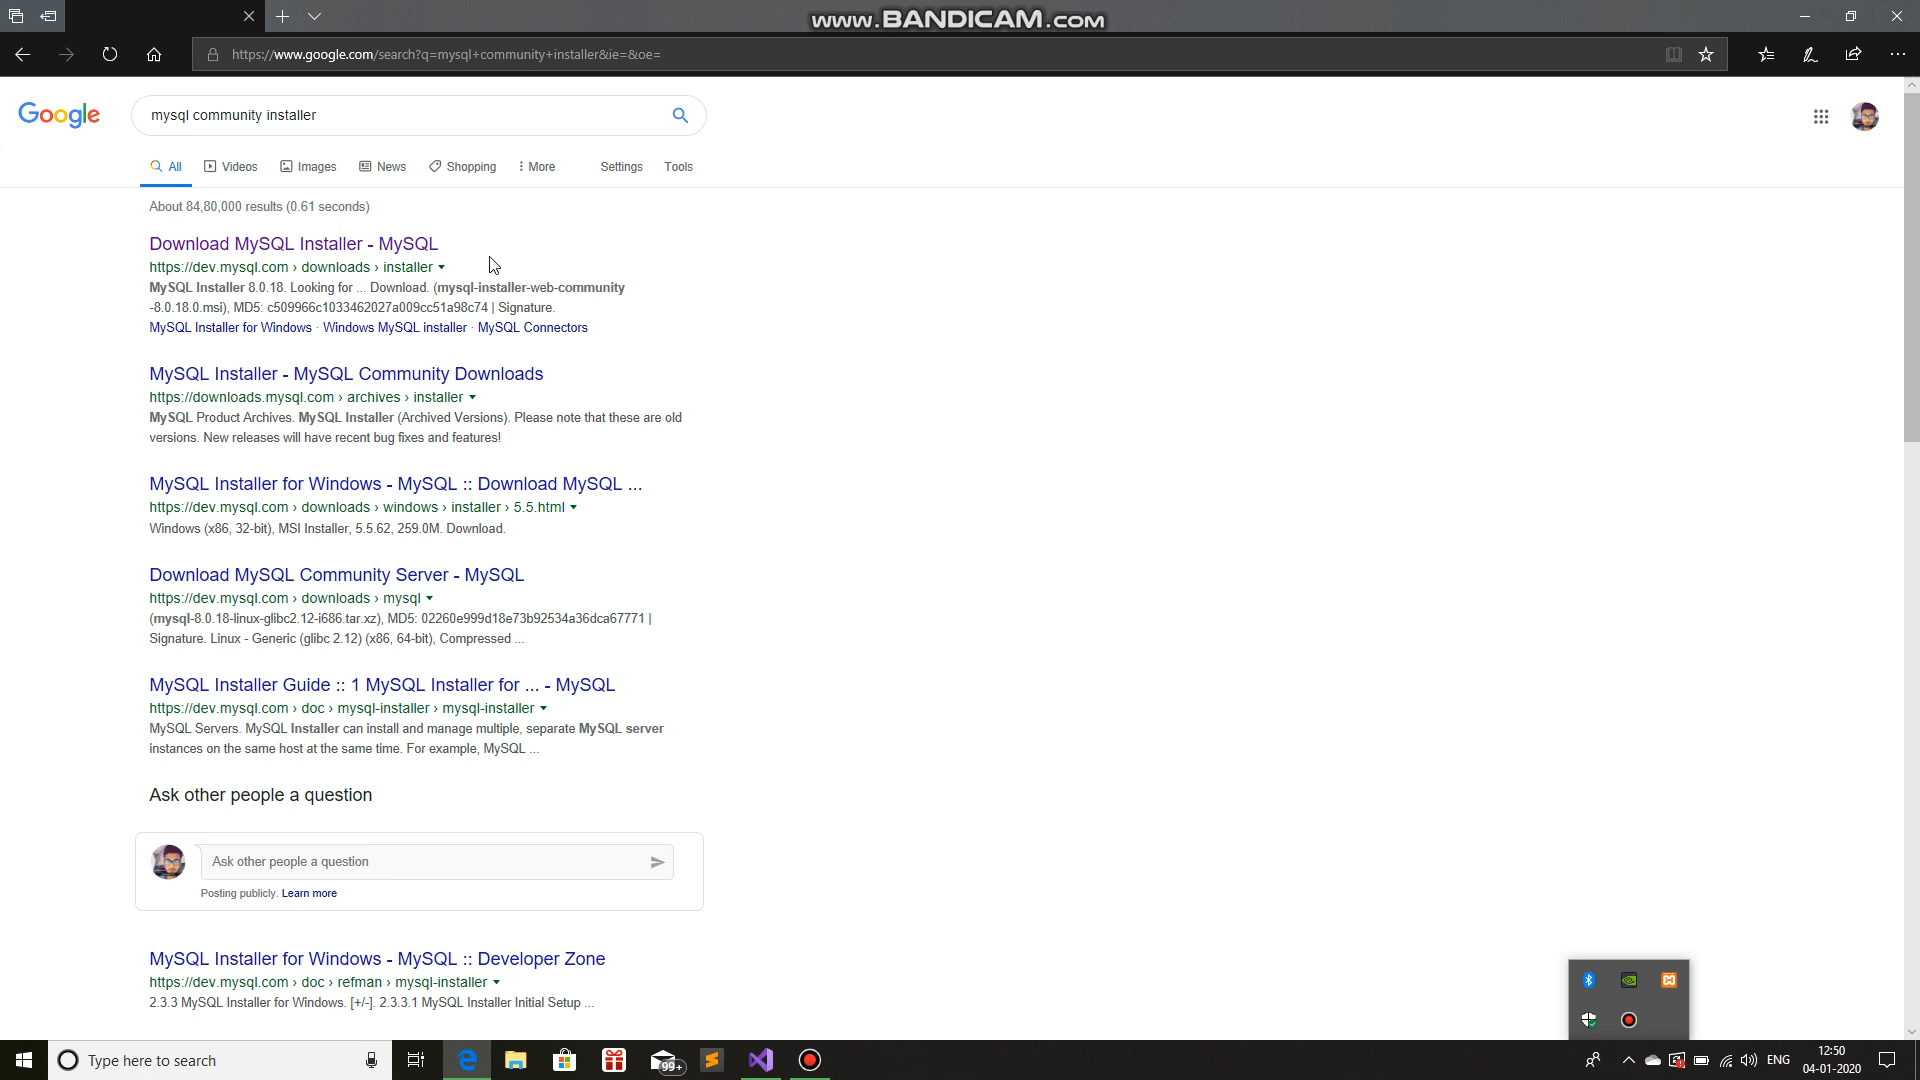 www.BANDICAM.com
https://www.google.com/search?q=mysql+community+installer&ie=&oe=
Google
mysql community installer
All Videos Images News Shopping More Settings Tools
About 84,80,000 results (0.61 seconds)
Download MySQL Installer - MySQL
https://dev.mysql.com › downloads › installer
MySQL Installer 8.0.18. Looking for ... Download. (mysql-installer-web-community
-8.0.18.0.msi), MD5: c509966c1033462027a009cc51a98c74 | Signature.
MySQL Installer for Windows · Windows MySQL installer · MySQL Connectors
MySQL Installer - MySQL Community Downloads
https://downloads.mysql.com › archives › installer
MySQL Product Archives. MySQL Installer (Archived Versions). Please note that these are old
versions. New releases will have recent bug fixes and features!
MySQL Installer for Windows - MySQL :: Download MySQL ...
https://dev.mysql.com › downloads › windows › installer › 5.5.html
Windows (x86, 32-bit), MSI Installer, 5.5.62, 259.0M. Download.
Download MySQL Community Server - MySQL
https://dev.mysql.com › downloads › mysql
(mysql-8.0.18-linux-glibc2.12-i686.tar.xz), MD5: 02260e999d18e73b92534a36dca67771 |
Signature. Linux - Generic (glibc 2.12) (x86, 64-bit), Compressed ...
MySQL Installer Guide :: 1 MySQL Installer for ... - MySQL
https://dev.mysql.com › doc › mysql-installer › mysql-installer
MySQL Servers. MySQL Installer can install and manage multiple, separate MySQL server
instances on the same host at the same time. For example, MySQL ...
Ask other people a question
Ask other people a question
Posting publicly. Learn more
MySQL Installer for Windows - MySQL :: Developer Zone
https://dev.mysql.com › doc › refman › mysql-installer
2.3.3 MySQL Installer for Windows. [+/-]. 2.3.3.1 MySQL Installer Initial Setup ...
Type here to search
99+
ENG
12:50
04-01-2020